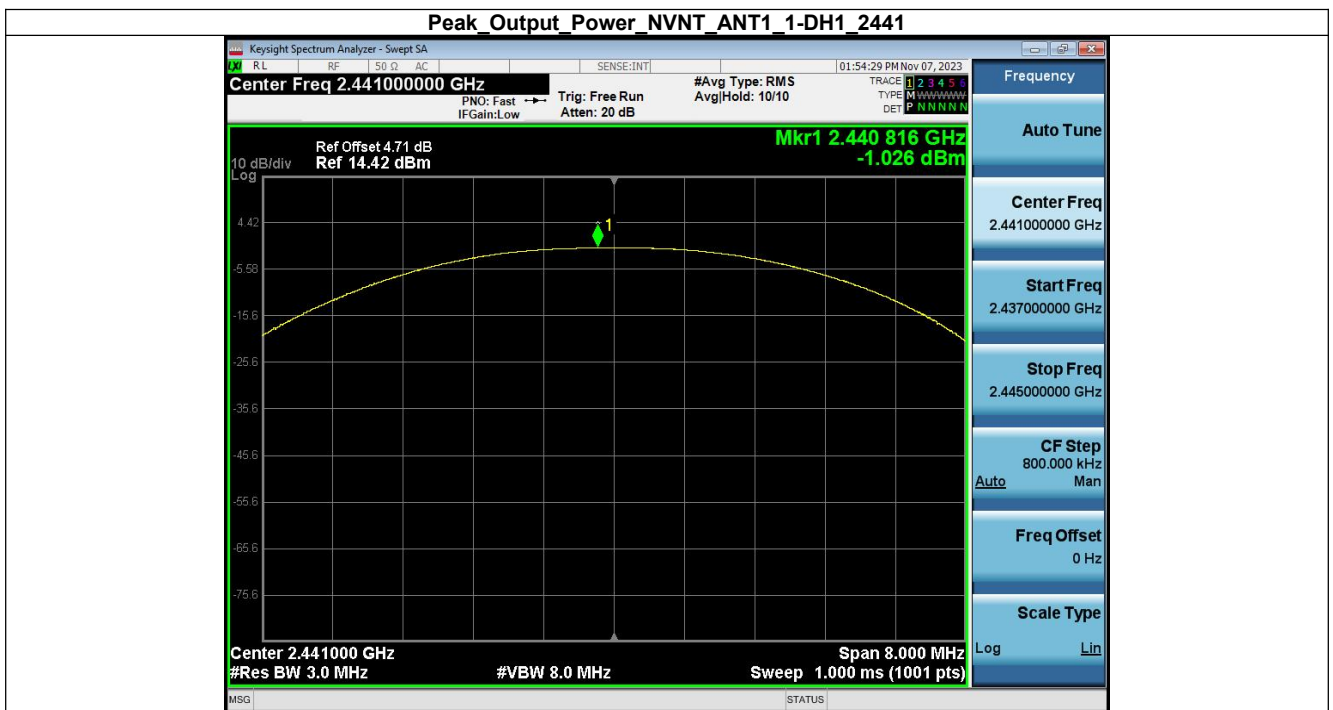 Peak_Output_Power_NVNT_ANT1_1-DH1_2441
Keysight Spectrum Analyzer - Swept SA
RL RF 50 Ω AC SENSE:INT 01:54:29 PM Nov 07, 2023
Center Freq 2.441000000 GHz
PNO: Fast
IFGain:Low
Trig: Free Run
Atten: 20 dB
#Avg Type: RMS
Avg|Hold: 10/10
TRACE 1 2 3 4 5 6
TYPE M W W W W W
DET P N N N N N
Mkr1 2.440 816 GHz
-1.026 dBm
Ref Offset 4.71 dB
10 dB/div Ref 14.42 dBm
Log
1
4.42
-5.58
-15.6
-25.6
-35.6
-45.6
-55.6
-65.6
-75.6
Center 2.441000 GHz Span 8.000 MHz
#Res BW 3.0 MHz #VBW 8.0 MHz Sweep 1.000 ms (1001 pts)
MSG STATUS
Frequency
Auto Tune
Center Freq
2.441000000 GHz
Start Freq
2.437000000 GHz
Stop Freq
2.445000000 GHz
CF Step
800.000 kHz
Auto Man
Freq Offset
0 Hz
Scale Type
Log Lin